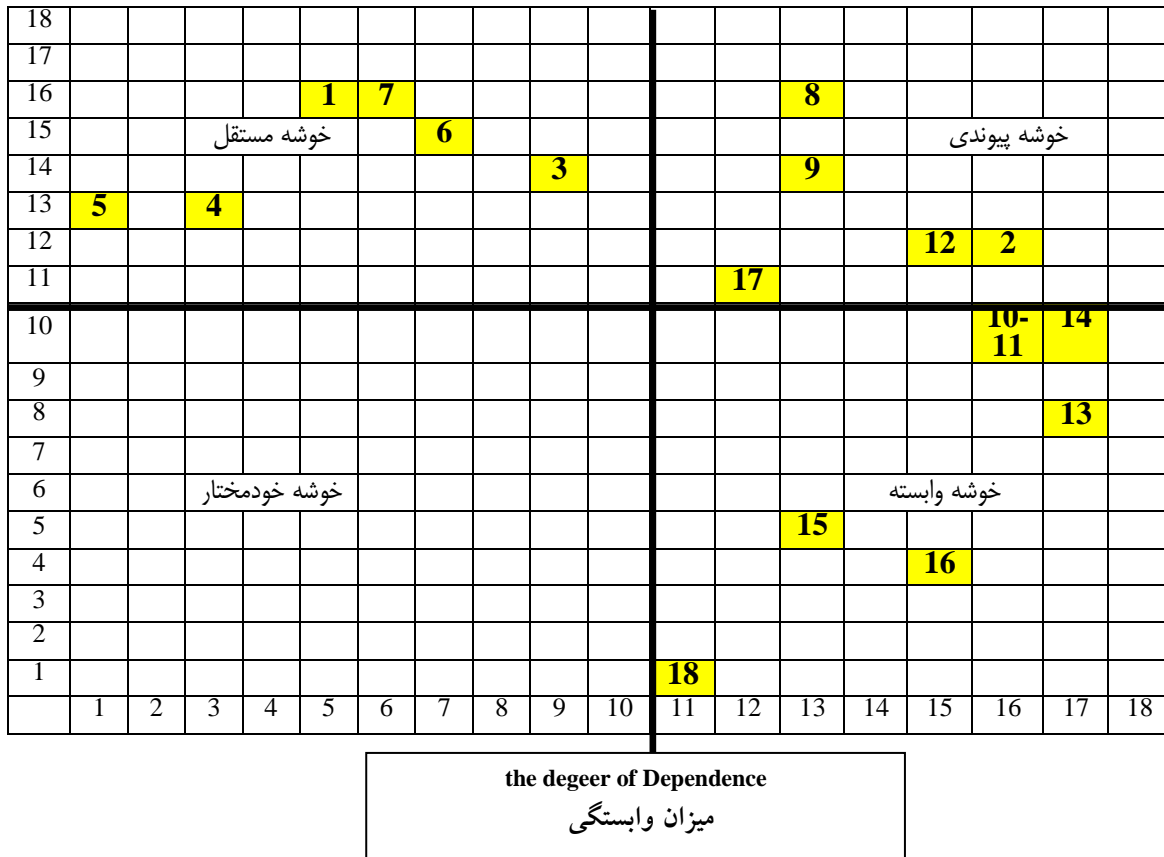 18
17
16 1 7 8
15 خوشه مستقل 6 خوشه پیوندی
14 3 9
13 5 4
12 12 2
11 17
10 10-11 14
9
8 13
7
6 خوشه خودمختار خوشه وابسته
5 15
4 16
3
2
1 18
1 2 3 4 5 6 7 8 9 10 11 12 13 14 15 16 17 18
the degeer of Dependence
میزان وابستگی